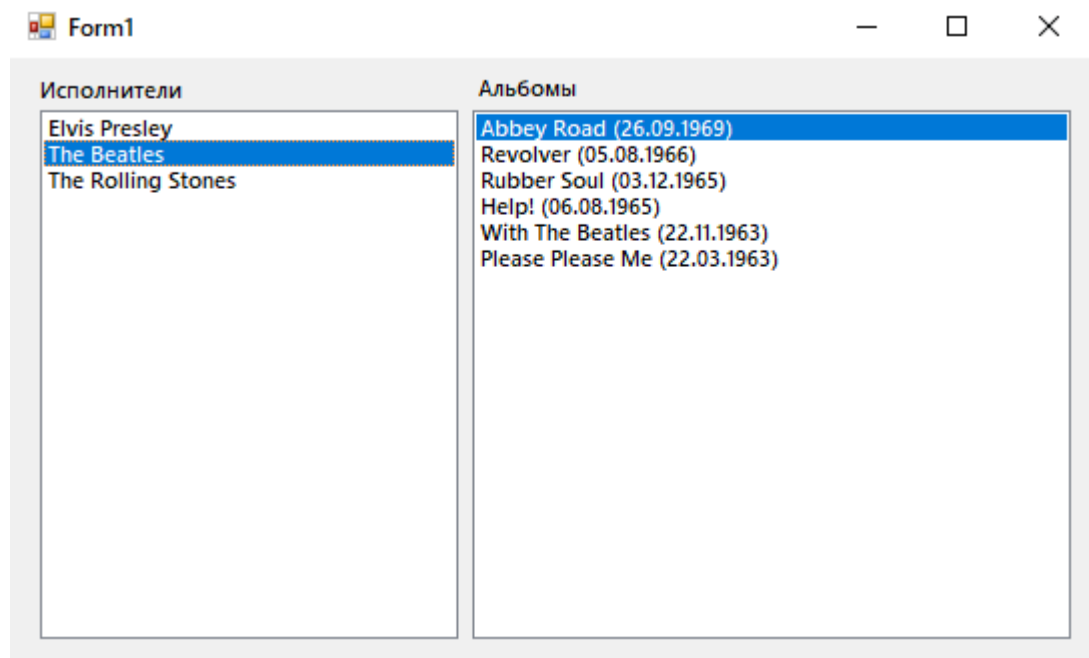 Form1
Исполнители
Elvis Presley
The Beatles
The Rolling Stones
Альбомы
Abbey Road (26.09.1969)
Revolver (05.08.1966)
Rubber Soul (03.12.1965)
Help! (06.08.1965)
With The Beatles (22.11.1963)
Please Please Me (22.03.1963)